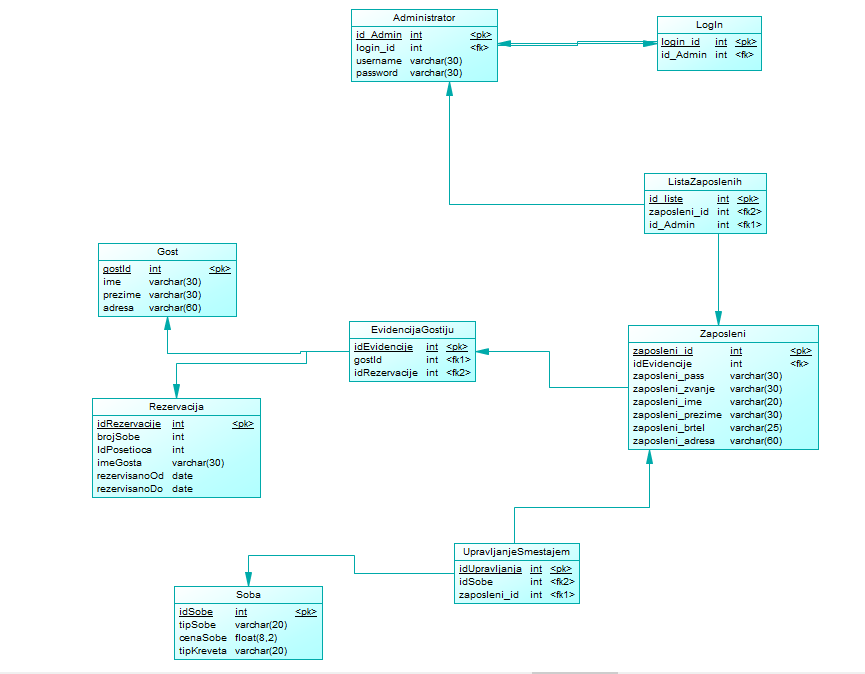 Administrator
id_Admin int <pk>
login_id int <fk>
username varchar(30)
password varchar(30)
LogIn
login_id int <pk>
id_Admin int <fk>
ListaZaposlenih
id_liste int <pk>
zaposleni_id int <fk2>
id_Admin int <fk1>
Gost
gostId int <pk>
ime varchar(30)
prezime varchar(30)
adresa varchar(60)
EvidencijaGostiju
idEvidencije int <pk>
gostId int <fk1>
idRezervacije int <fk2>
Zaposleni
zaposleni_id int <pk>
idEvidencije int <fk>
zaposleni_pass varchar(30)
zaposleni_zvanje varchar(30)
zaposleni_ime varchar(20)
zaposleni_prezime varchar(30)
zaposleni_brtel varchar(25)
zaposleni_adresa varchar(60)
Rezervacija
idRezervacije int <pk>
brojSobe int
IdPosetioca int
imeGosta varchar(30)
rezervisanoOd date
rezervisanoDo date
UpravljanjeSmestajem
idUpravljanja int <pk>
idSobe int <fk2>
zaposleni_id int <fk1>
Soba
idSobe int <pk>
tipSobe varchar(20)
cenaSobe float(8,2)
tipKreveta varchar(20)